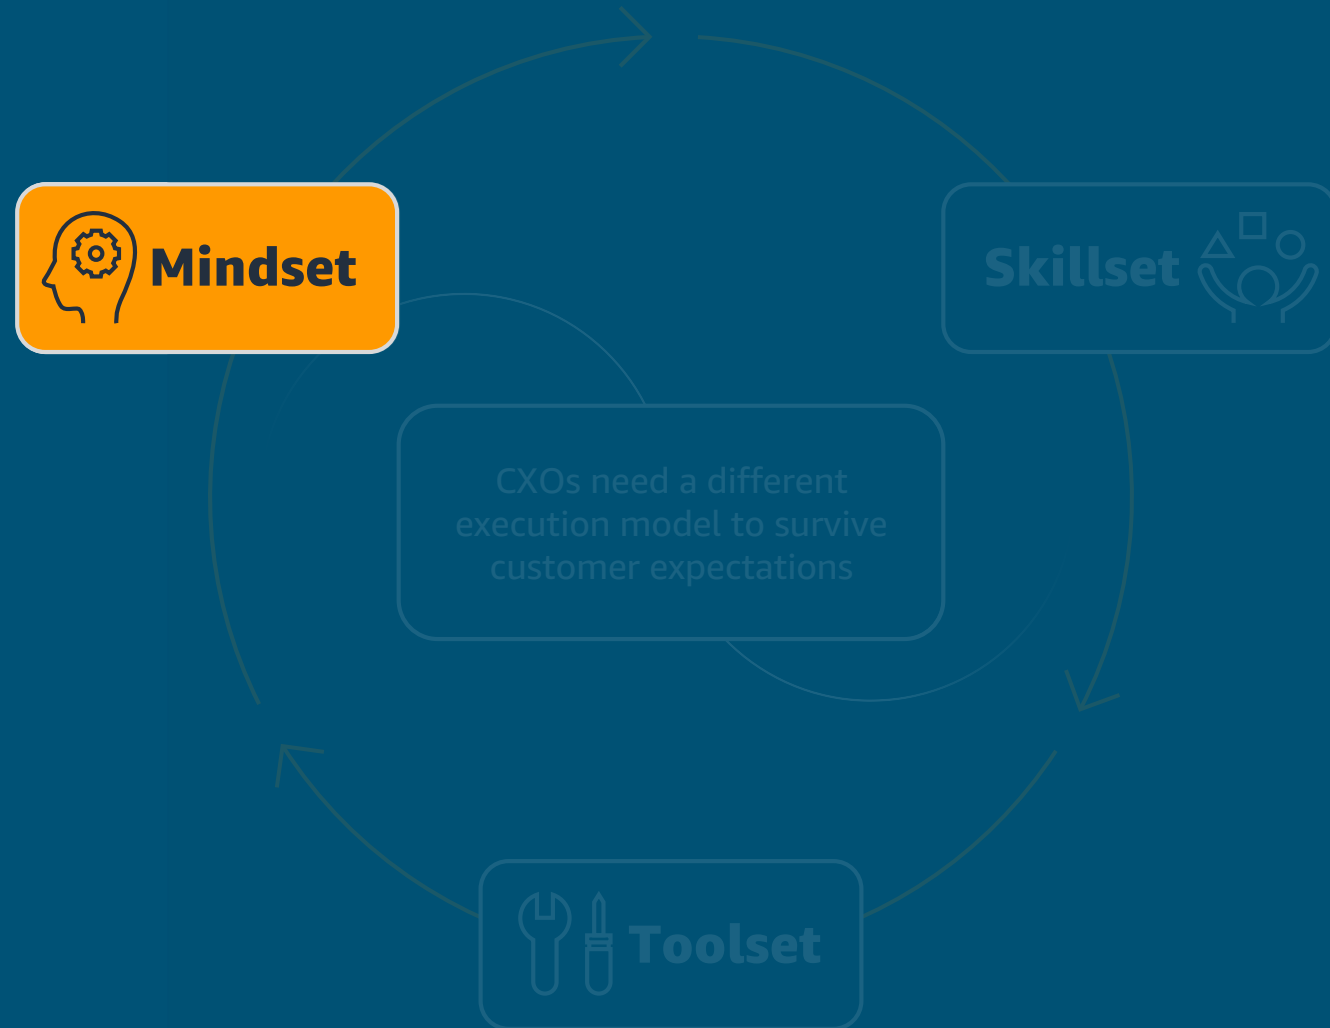 Mindset
Skillset
CXOs need a different
execution model to survive
customer expectations
Toolset